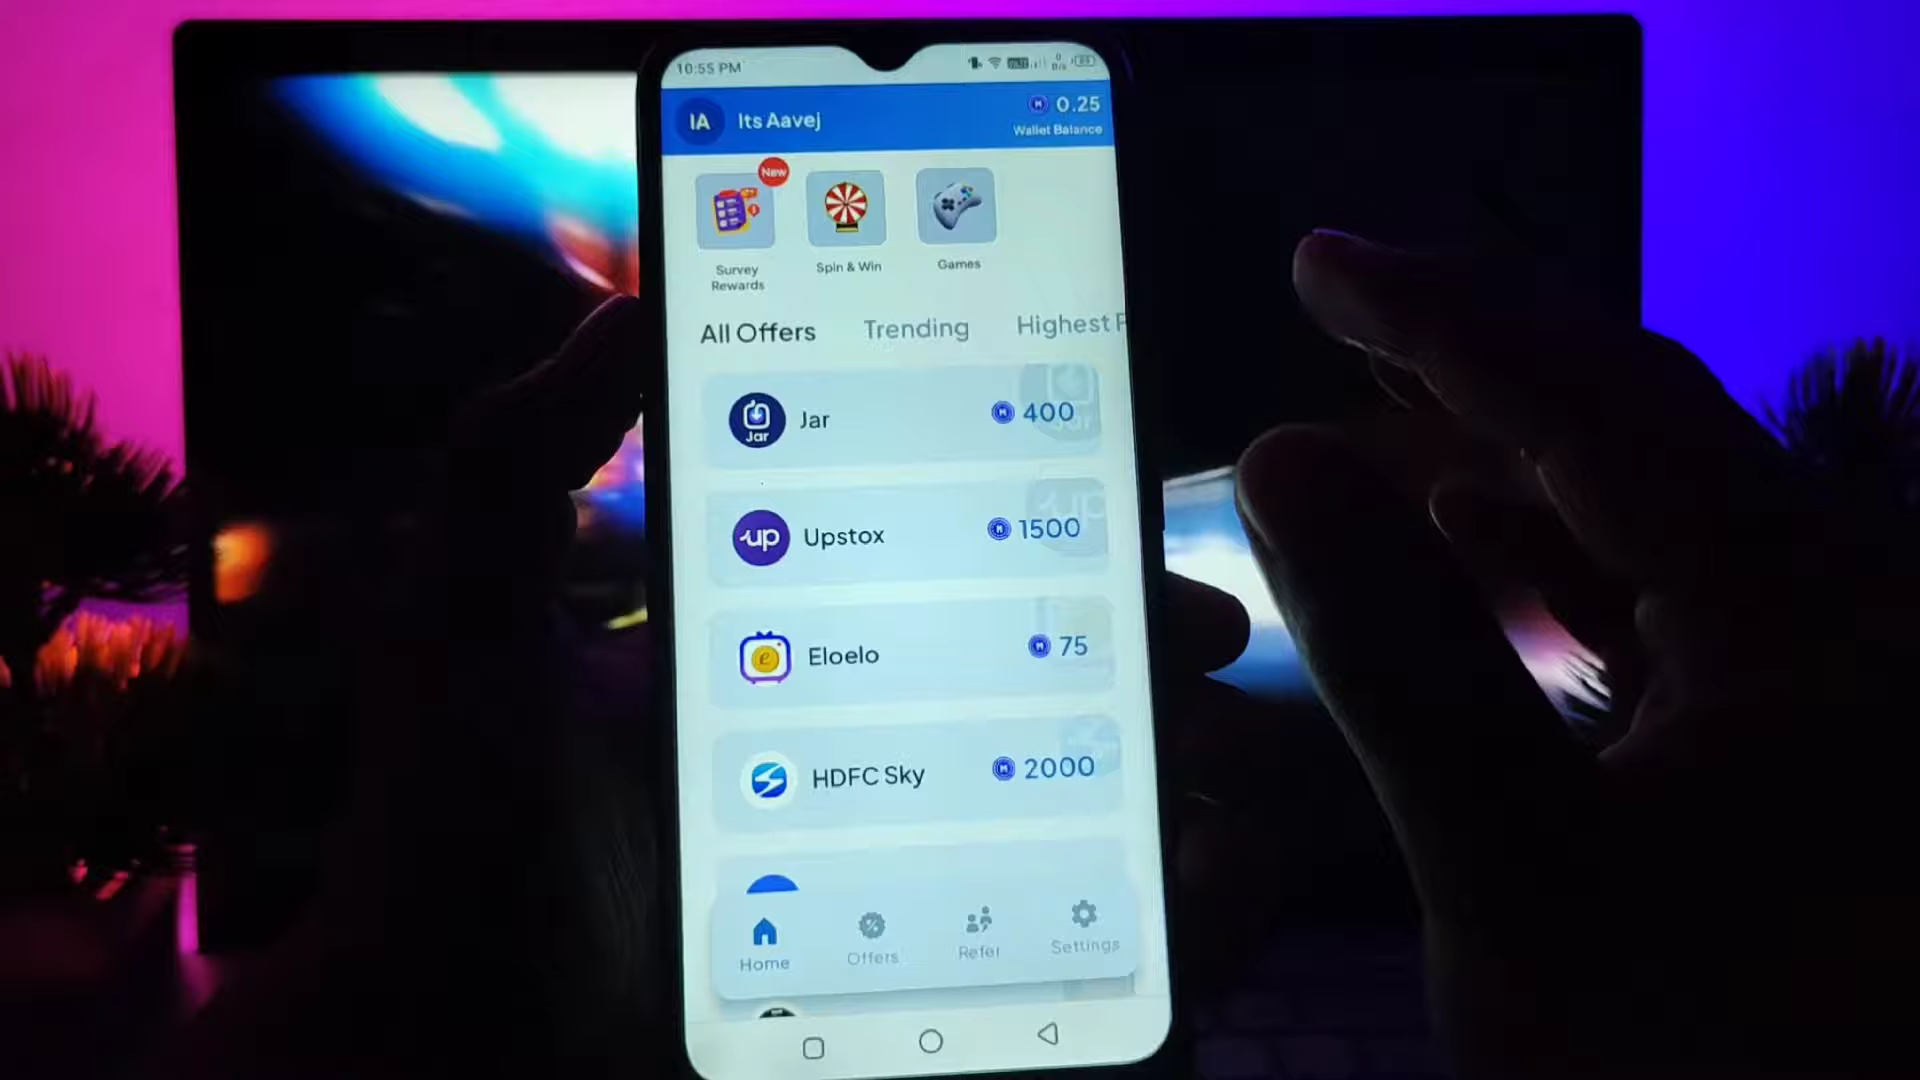 10:55 PM
IA Its Aavej
0.25
Wallet Balance
New
Survey
Rewards
Spin & Win
Games
All Offers Trending Highest
Jar
Jar 400
up Upstox 1500
Eloelo 75
HDFC Sky 2000
Home Offers Refer Settings